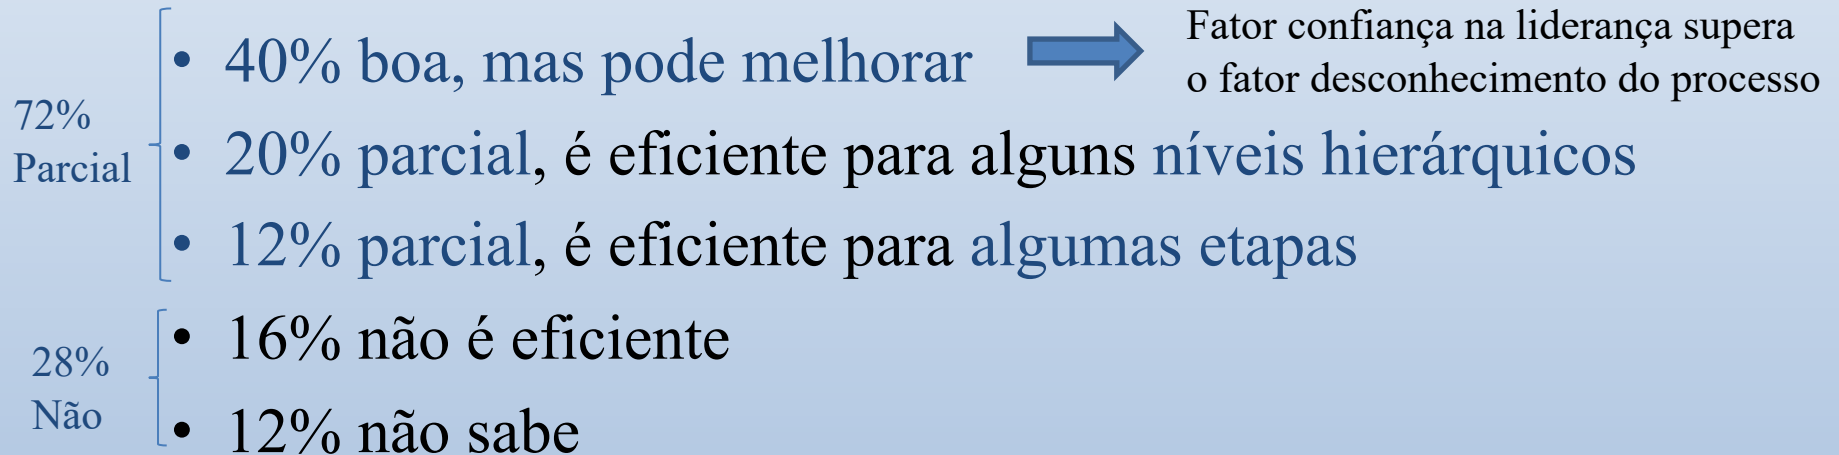 72%
Parcial
• 40% boa, mas pode melhorar
Fator confiança na liderança supera
o fator desconhecimento do processo
• 20% parcial, é eficiente para alguns níveis hierárquicos
• 12% parcial, é eficiente para algumas etapas
28%
Não
• 16% não é eficiente
• 12% não sabe